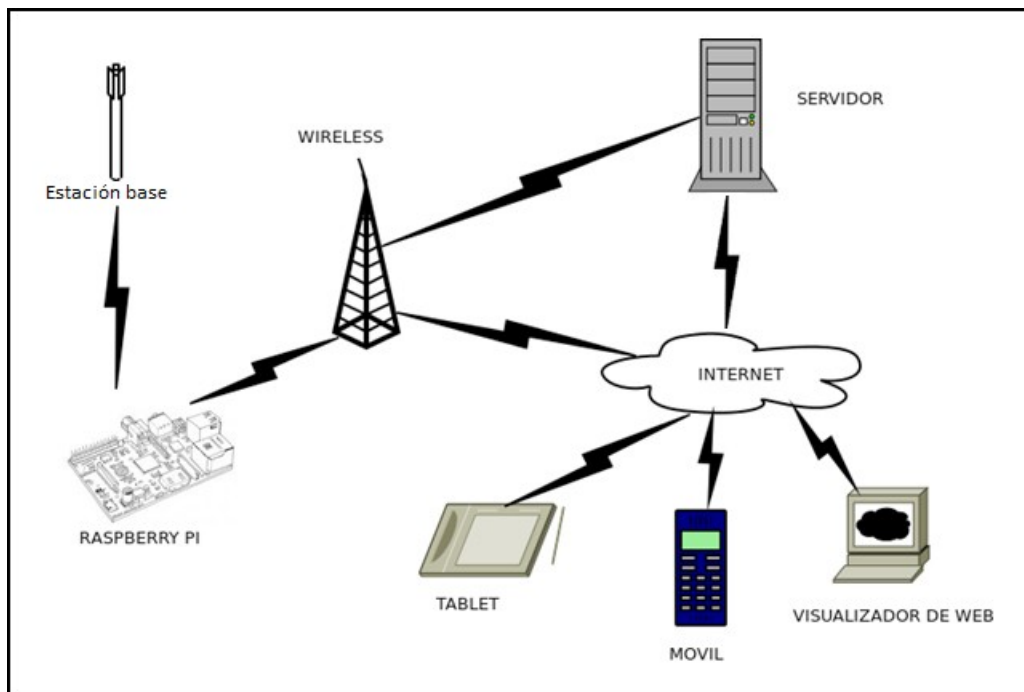 SERVIDOR
WIRELESS
Estación base
INTERNET
RASPBERRY PI
TABLET
VISUALIZADOR DE WEB
MOVIL